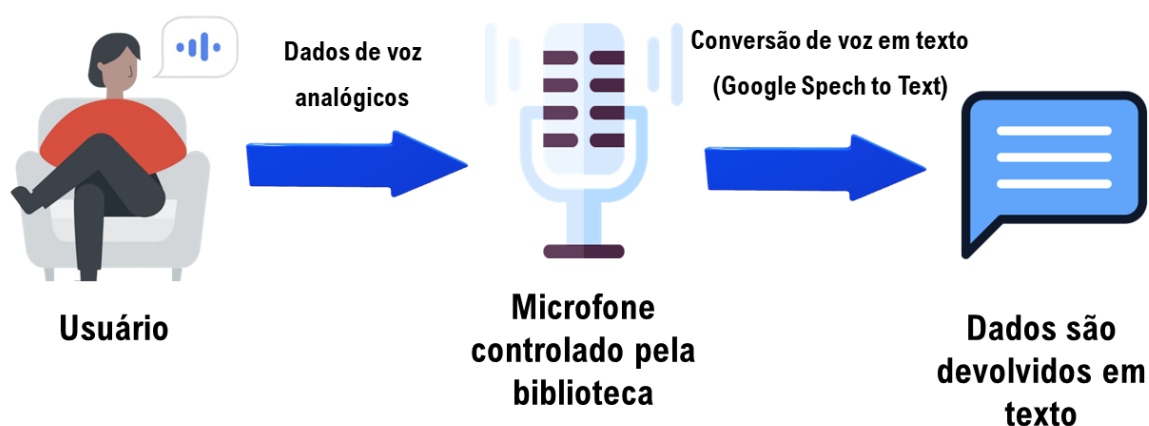 Dados de voz
analógicos
Conversão de voz em texto
(Google Spech to Text)
Usuário
Microfone
controlado pela
biblioteca
Dados são
devolvidos em
texto